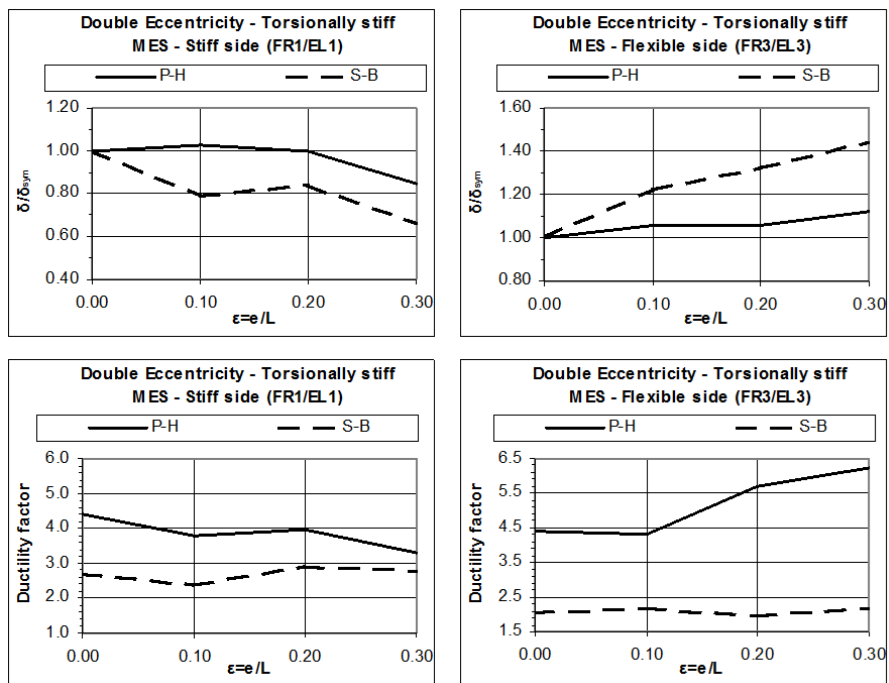 Double Eccentricity - Torsionally stiff
MES - Stiff side (FR1/EL1)
P-H
S-B
1.20
1.00
0.80
0.60
0.40
δ/δsym
0.00
0.10
0.20
0.30
ε=e/L
Double Eccentricity - Torsionally stiff
MES - Flexible side (FR3/EL3)
P-H
S-B
1.60
1.40
1.20
1.00
0.80
δ/δsym
0.00
0.10
0.20
0.30
ε=e/L
Double Eccentricity - Torsionally stiff
MES - Stiff side (FR1/EL1)
P-H
S-B
6.0
5.0
4.0
3.0
2.0
1.0
Ductility factor
0.00
0.10
0.20
0.30
ε=e/L
Double Eccentricity - Torsionally stiff
MES - Flexible side (FR3/EL3)
P-H
S-B
6.5
5.5
4.5
3.5
2.5
1.5
Ductility factor
0.00
0.10
0.20
0.30
ε=e/L